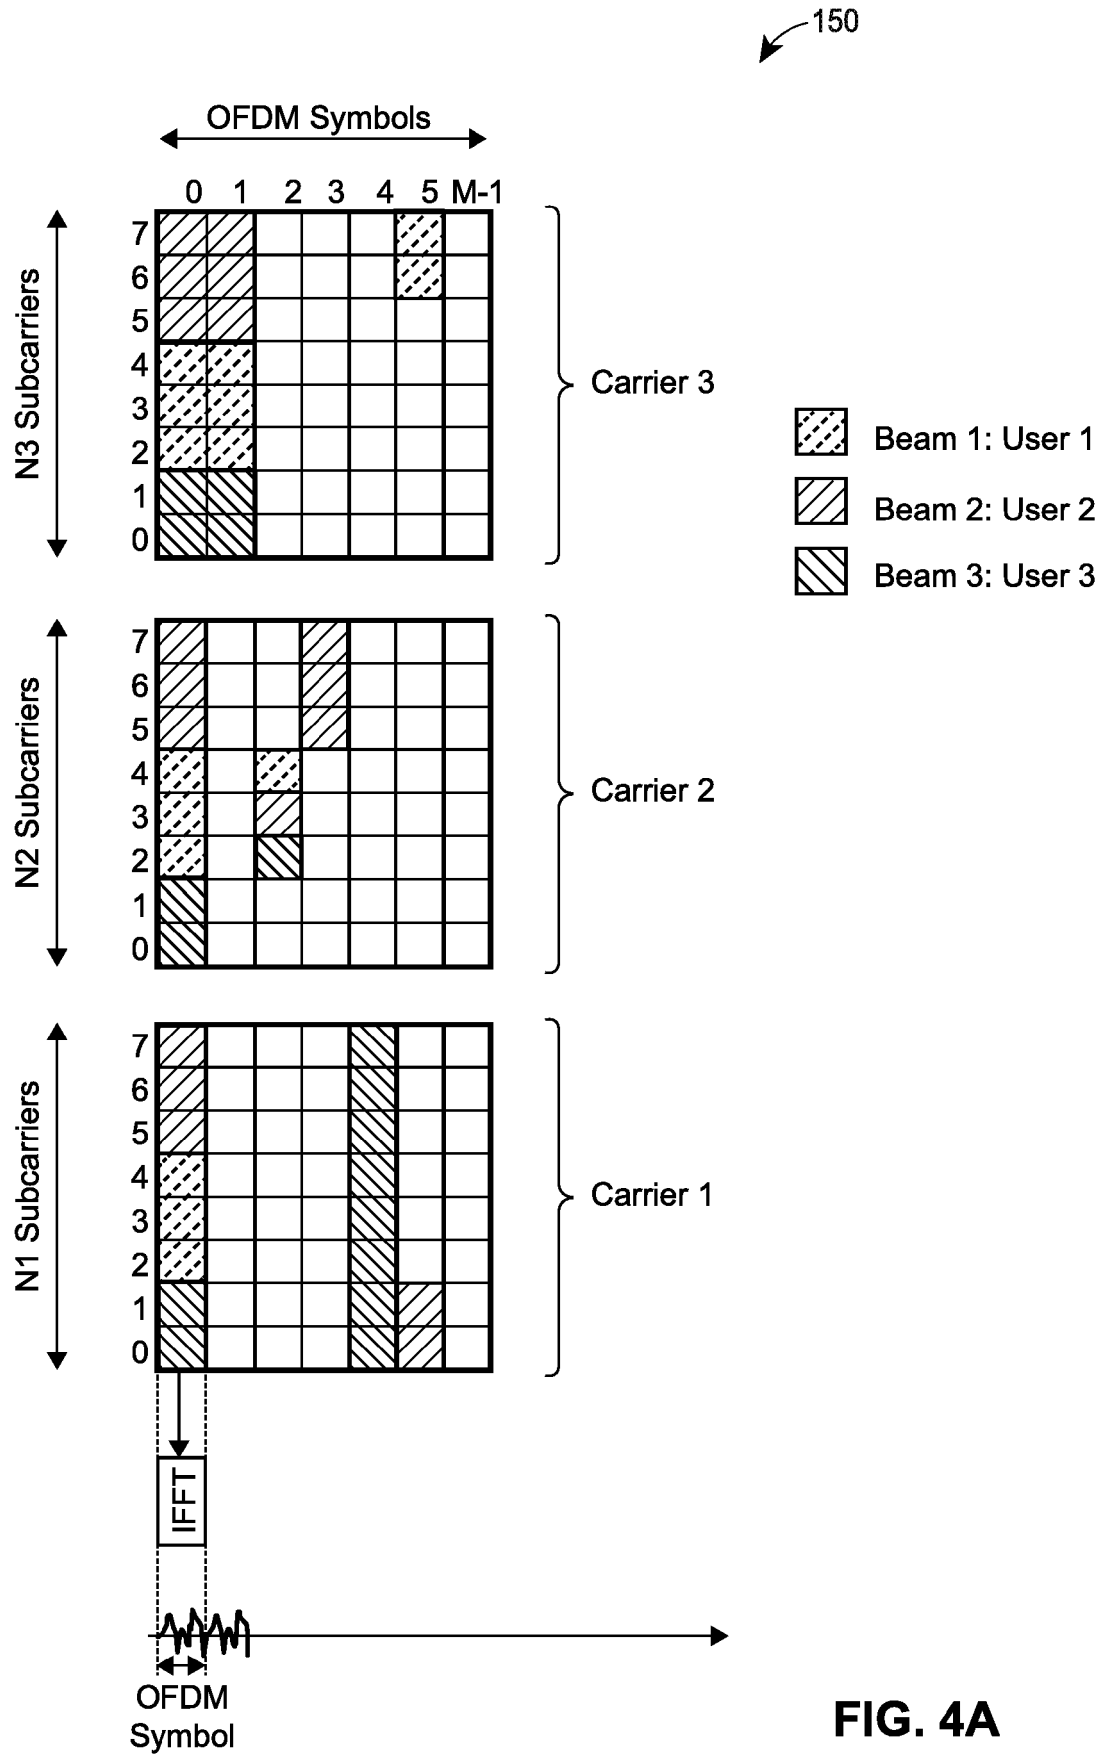 150
OFDM Symbols
0 1 2 3 4 5 M-1
N3 Subcarriers
7
6
5
4
3
2
1
0
Carrier 3
Beam 1: User 1
Beam 2: User 2
Beam 3: User 3
N2 Subcarriers
7
6
5
4
3
2
1
0
Carrier 2
N1 Subcarriers
7
6
5
4
3
2
1
0
Carrier 1
IFFT
OFDM
Symbol
FIG. 4A